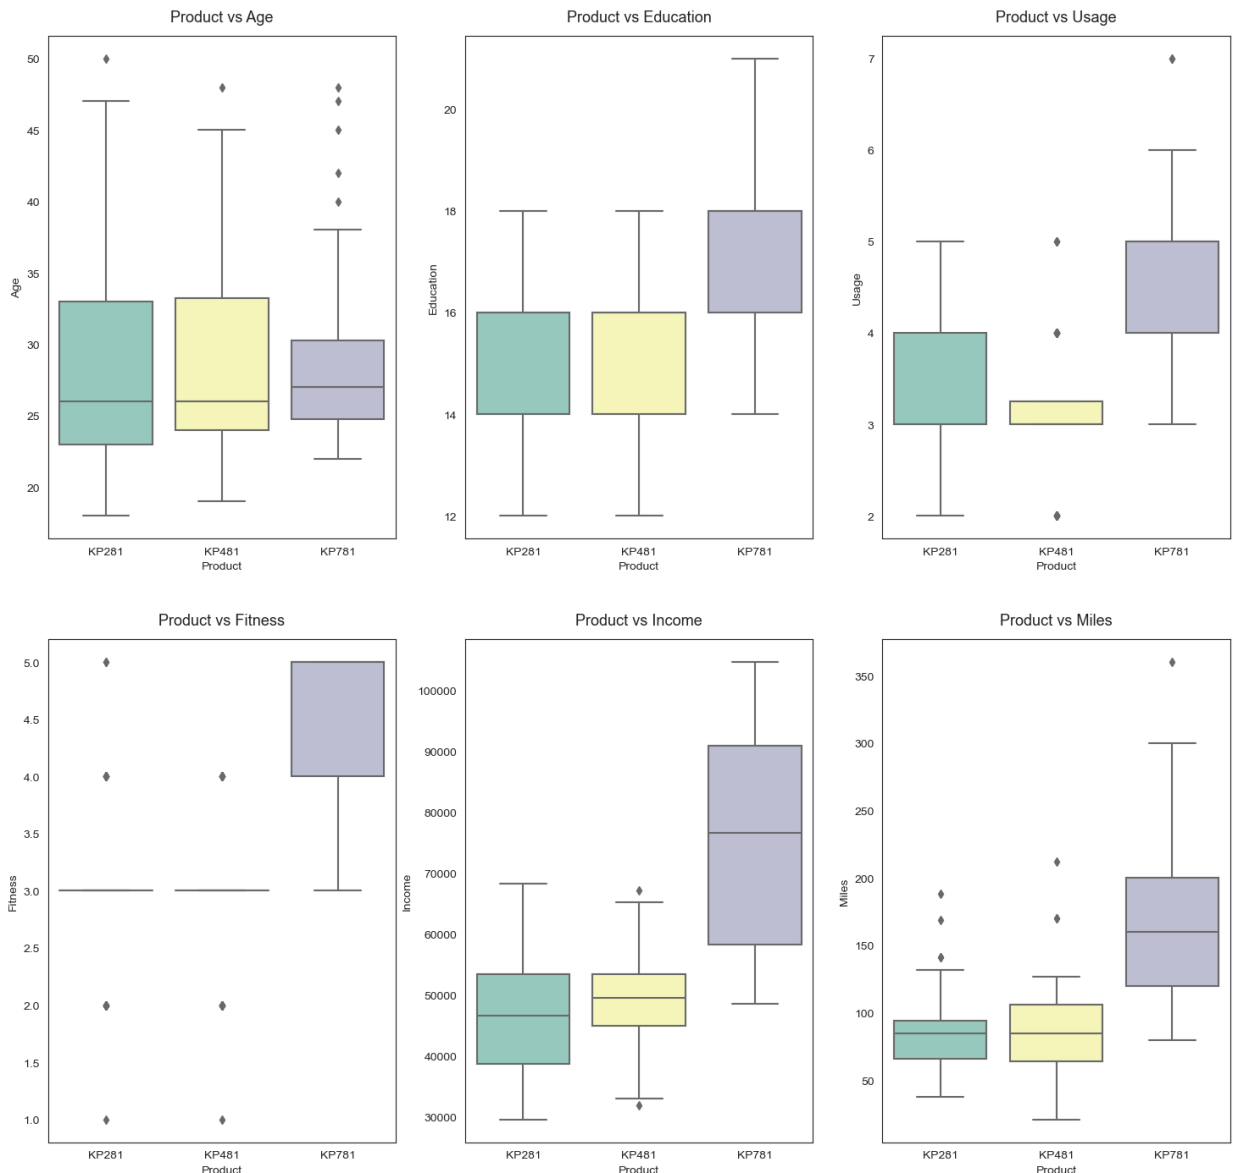 Product vs Age
50
45
40
35
30
25
20
Age
KP281 KP481 KP781
Product
Product vs Education
20
18
16
14
12
Education
KP281 KP481 KP781
Product
Product vs Usage
7
6
5
4
3
2
Usage
KP281 KP481 KP781
Product
Product vs Fitness
5.0
4.5
4.0
3.5
3.0
2.5
2.0
1.5
1.0
Fitness
KP281 KP481 KP781
Product
Product vs Income
100000
90000
80000
70000
60000
50000
40000
30000
Income
KP281 KP481 KP781
Product
Product vs Miles
350
300
250
200
150
100
50
Miles
KP281 KP481 KP781
Product